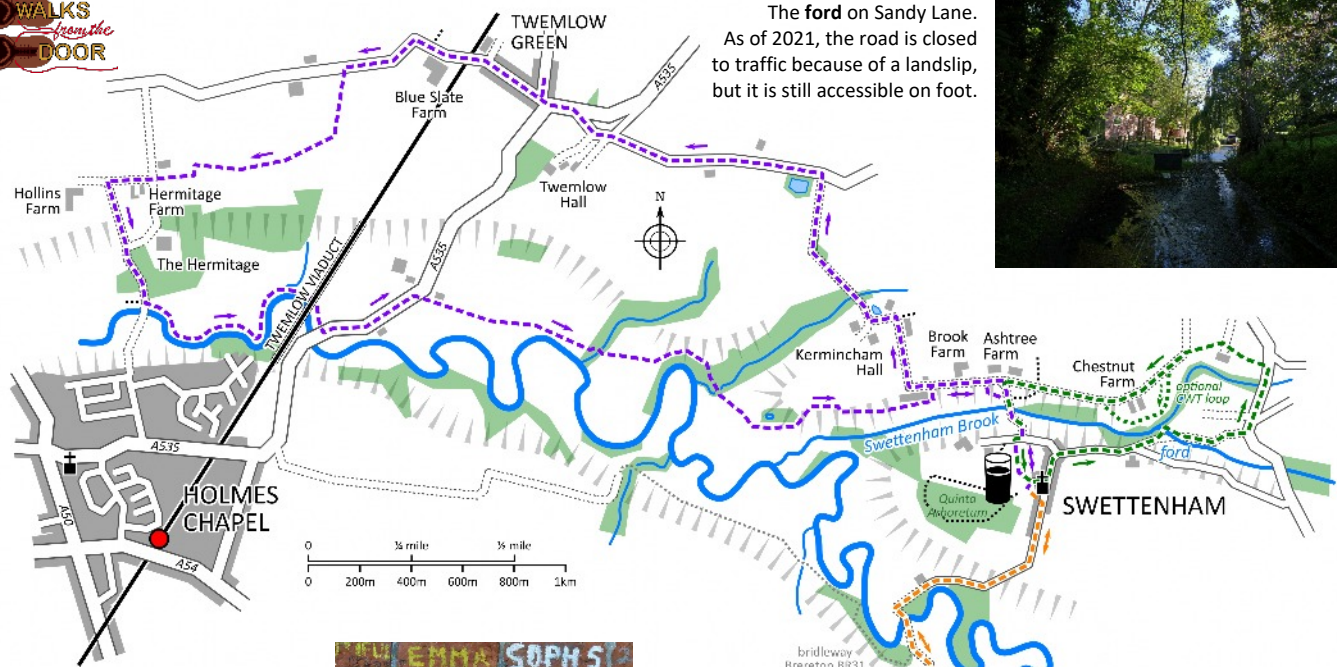 WALKS
from the
DOOR
The ford on Sandy Lane.
As of 2021, the road is closed
to traffic because of a landslip,
but it is still accessible on foot.
TWEMLOW
GREEN
A535
Blue Slate
Farm
Twemlow
Hall
Hollins
Farm
Hermitage
Farm
The Hermitage
TWEMLOW VIADUCT
A535
N
Kermincham
Hall
Brook
Farm
Ashtree
Farm
Chestnut
Farm
optional
CWT loop
Swettenham Brook
ford
A535
HOLMES
CHAPEL
A50
A54
Quinta
Arboretum
SWETTENHAM
0 ¼ mile ½ mile
0 200m 400m 600m 800m 1km
bridleway
Brereton BR31
EMMA SOPHS